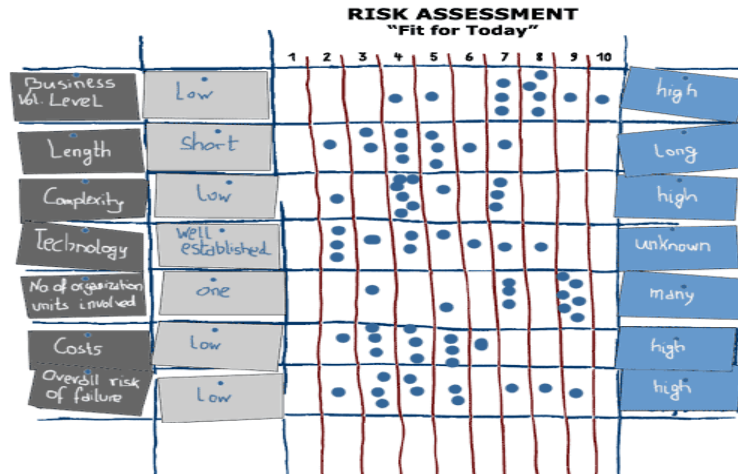 RISK ASSESSMENT
“Fit for Today”
1 2 3 4 5 6 7 8 9 10
Business
Vol. Level
Low
high
Length
short
Long
Complexity
Low
high
Technology
well
established
unknown
No of organization
units involved
one
many
Costs
Low
high
Overall risk
of failure
Low
high